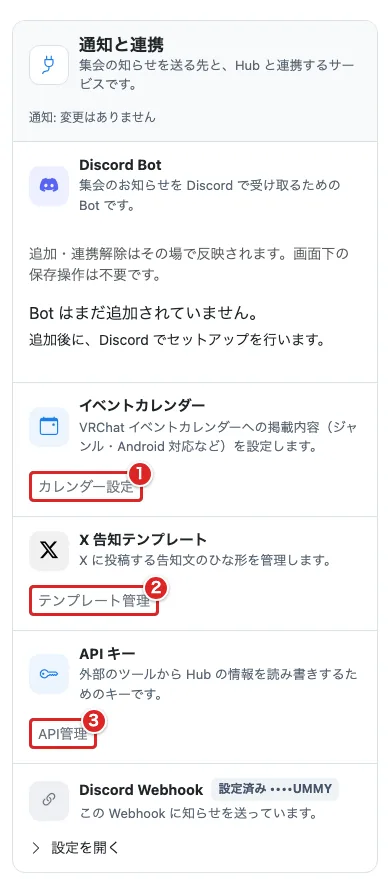 通知と連携
集会の知らせを送る先と、Hub と連携するサー
ビスです。
通知: 変更はありません
Discord Bot
集会のお知らせを Discord で受け取るための
Bot です。
追加・連携解除はその場で反映されます。画面下の
保存操作は不要です。
Bot はまだ追加されていません。
追加後に、Discord でセットアップを行います。
イベントカレンダー
VRChat イベントカレンダーへの掲載内容（ジャ
ンル・Android 対応など）を設定します。
1
カレンダー設定
X 告知テンプレート
X に投稿する告知文のひな形を管理します。
2
テンプレート管理
API キー
外部のツールから Hub の情報を読み書きするた
めのキーです。
3
API管理
Discord Webhook 設定済み ••••UMMY
この Webhook に知らせを送っています。
設定を開く